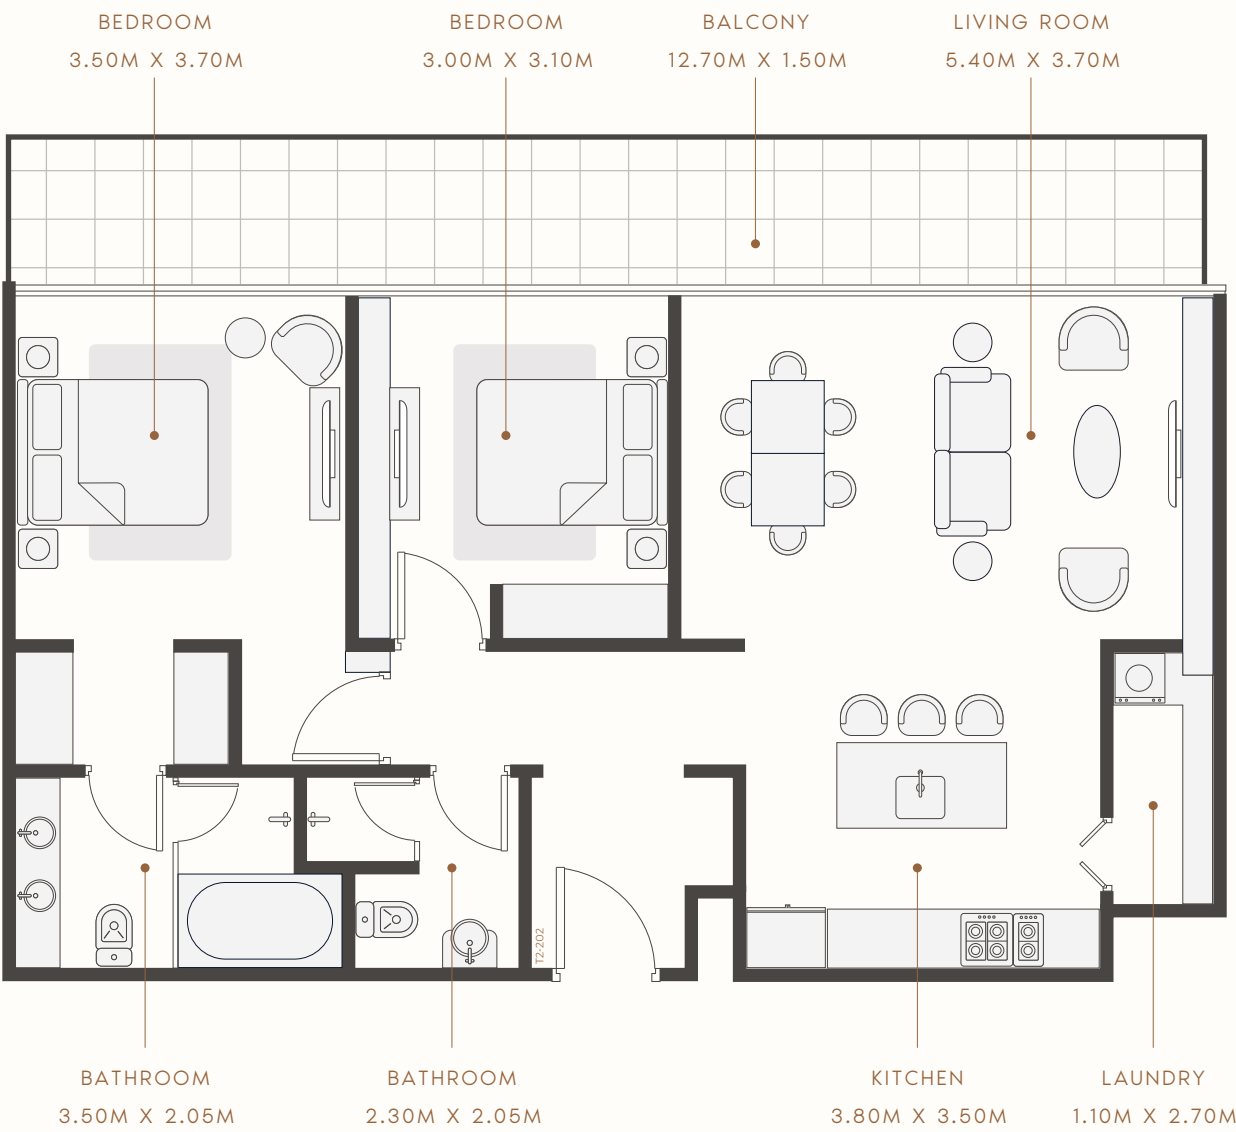 BEDROOM
3.50M X 3.70M
BEDROOM
3.00M X 3.10M
BALCONY
12.70M X 1.50M
LIVING ROOM
5.40M X 3.70M
T2-202
BATHROOM
3.50M X 2.05M
BATHROOM
2.30M X 2.05M
KITCHEN
3.80M X 3.50M
LAUNDRY
1.10M X 2.70M